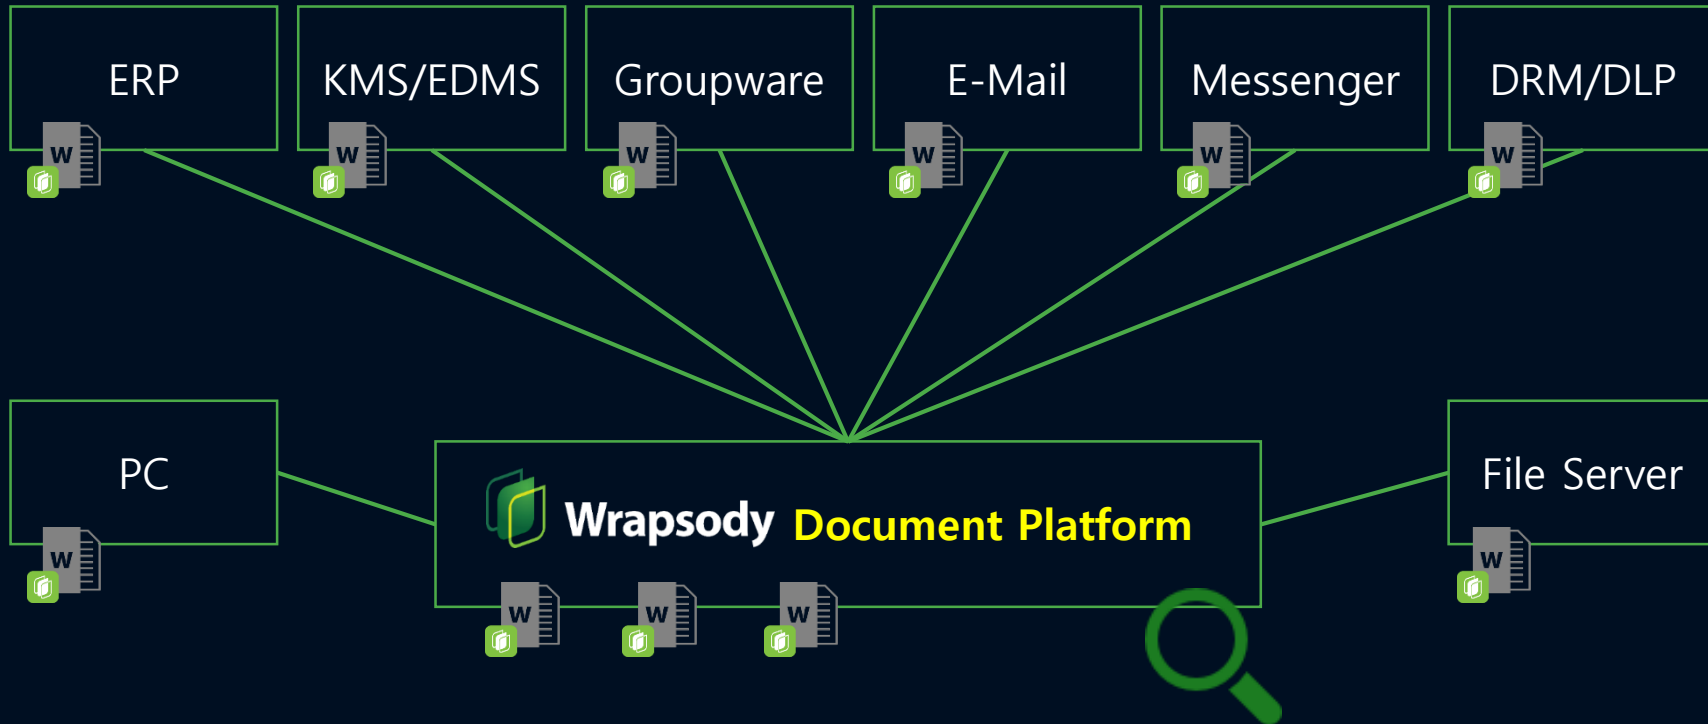 ERP
KMS/EDMS
Groupware
E-Mail
Messenger
DRM/DLP
W
W
W
W
W
W
PC
Wrapsody Document Platform
File Server
W
W
W
W
W